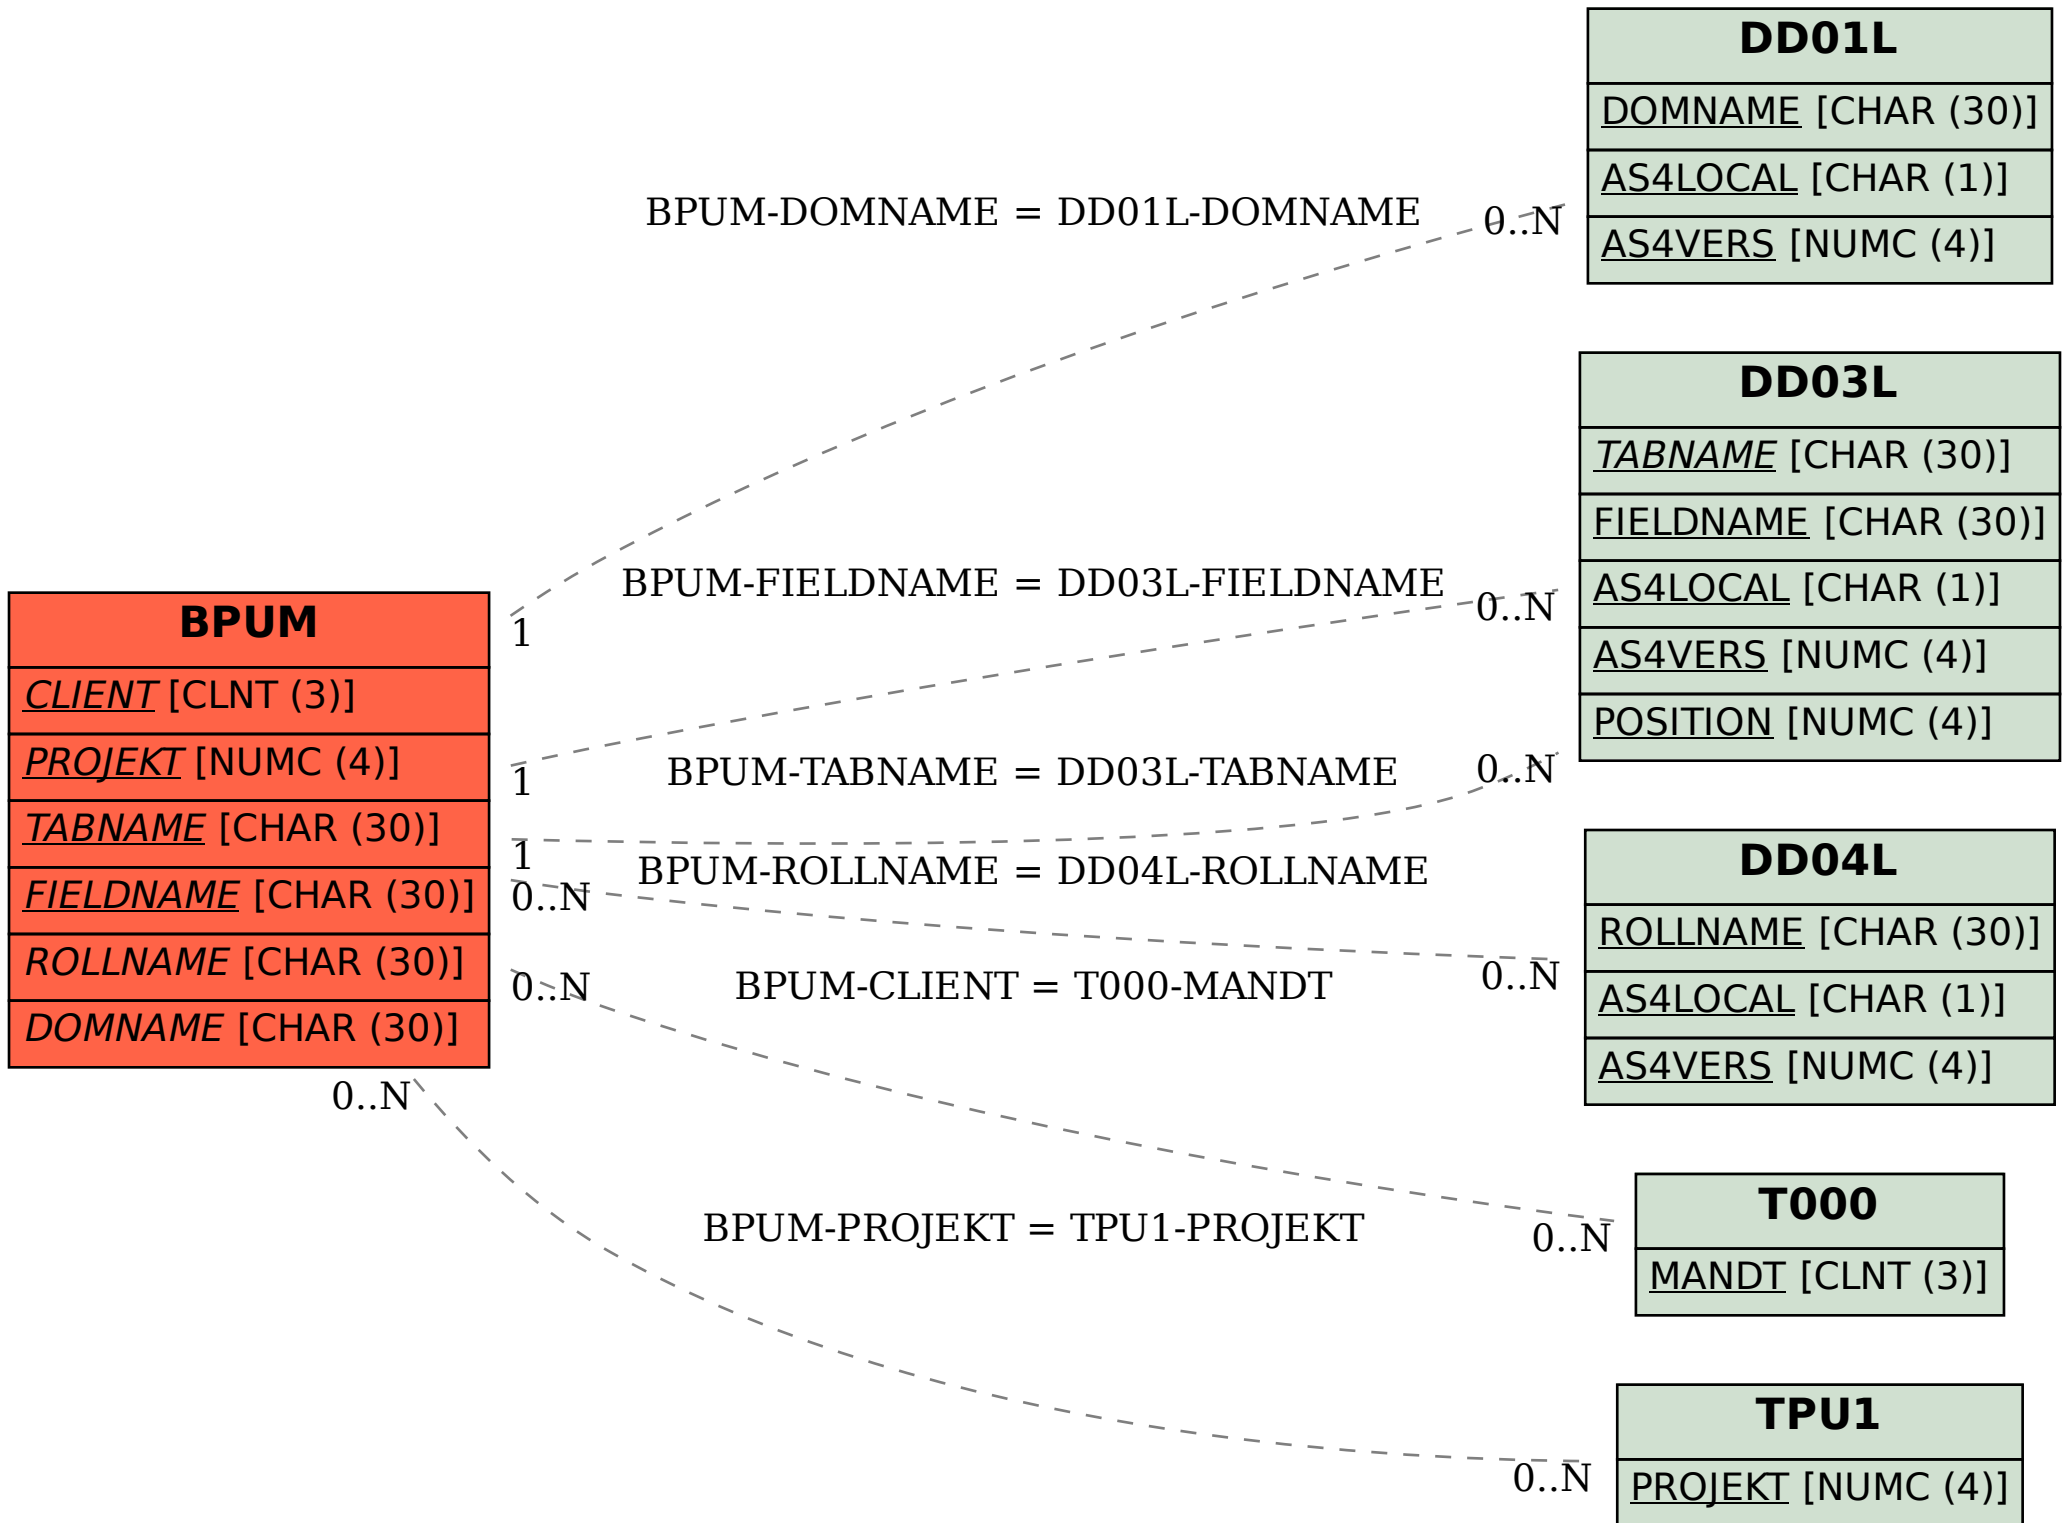 BPUM
CLIENT [CLNT (3)]
PROJEKT [NUMC (4)]
TABNAME [CHAR (30)]
FIELDNAME [CHAR (30)]
ROLLNAME [CHAR (30)]
DOMNAME [CHAR (30)]
BPUM-DOMNAME = DD01L-DOMNAME
1
0..N
BPUM-FIELDNAME = DD03L-FIELDNAME
1
0..N
BPUM-TABNAME = DD03L-TABNAME
1
0..N
BPUM-ROLLNAME = DD04L-ROLLNAME
0..N
0..N
BPUM-CLIENT = T000-MANDT
0..N
0..N
BPUM-PROJEKT = TPU1-PROJEKT
0..N
0..N
DD01L
DOMNAME [CHAR (30)]
AS4LOCAL [CHAR (1)]
AS4VERS [NUMC (4)]
DD03L
TABNAME [CHAR (30)]
FIELDNAME [CHAR (30)]
AS4LOCAL [CHAR (1)]
AS4VERS [NUMC (4)]
POSITION [NUMC (4)]
DD04L
ROLLNAME [CHAR (30)]
AS4LOCAL [CHAR (1)]
AS4VERS [NUMC (4)]
T000
MANDT [CLNT (3)]
TPU1
PROJEKT [NUMC (4)]